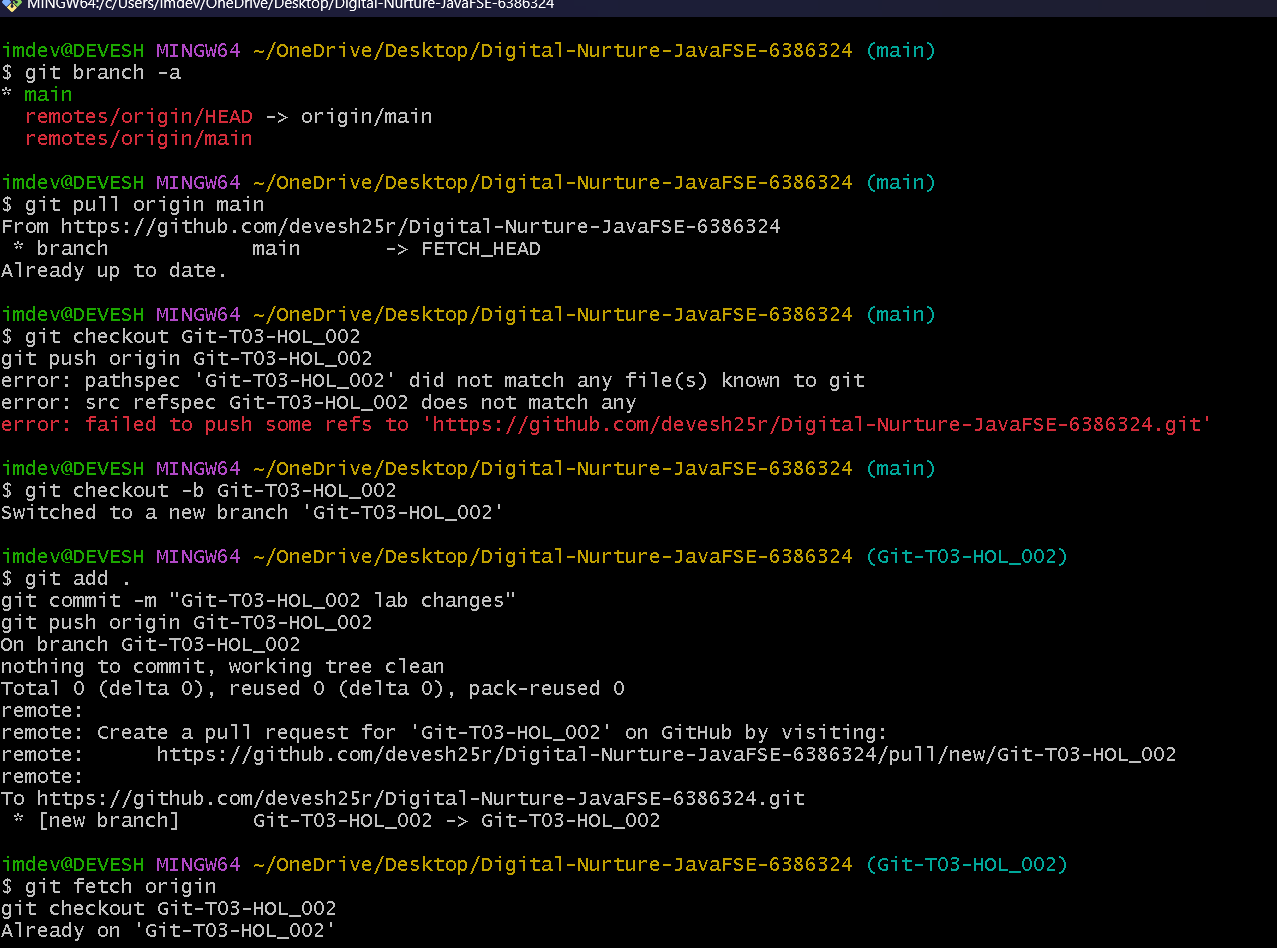 MINGW64:/c/Users/imdev/OneDrive/Desktop/Digital-Nurture-JavaFSE-6386324
imdev@DEVESH MINGW64 ~/OneDrive/Desktop/Digital-Nurture-JavaFSE-6386324 (main)
$ git branch -a
* main
  remotes/origin/HEAD -> origin/main
  remotes/origin/main
imdev@DEVESH MINGW64 ~/OneDrive/Desktop/Digital-Nurture-JavaFSE-6386324 (main)
$ git pull origin main
From https://github.com/devesh25r/Digital-Nurture-JavaFSE-6386324
 * branch            main       -> FETCH_HEAD
Already up to date.
imdev@DEVESH MINGW64 ~/OneDrive/Desktop/Digital-Nurture-JavaFSE-6386324 (main)
$ git checkout Git-T03-HOL_002
git push origin Git-T03-HOL_002
error: pathspec 'Git-T03-HOL_002' did not match any file(s) known to git
error: src refspec Git-T03-HOL_002 does not match any
error: failed to push some refs to 'https://github.com/devesh25r/Digital-Nurture-JavaFSE-6386324.git'
imdev@DEVESH MINGW64 ~/OneDrive/Desktop/Digital-Nurture-JavaFSE-6386324 (main)
$ git checkout -b Git-T03-HOL_002
Switched to a new branch 'Git-T03-HOL_002'
imdev@DEVESH MINGW64 ~/OneDrive/Desktop/Digital-Nurture-JavaFSE-6386324 (Git-T03-HOL_002)
$ git add .
git commit -m "Git-T03-HOL_002 lab changes"
git push origin Git-T03-HOL_002
On branch Git-T03-HOL_002
nothing to commit, working tree clean
Total 0 (delta 0), reused 0 (delta 0), pack-reused 0
remote:
remote: Create a pull request for 'Git-T03-HOL_002' on GitHub by visiting:
remote:      https://github.com/devesh25r/Digital-Nurture-JavaFSE-6386324/pull/new/Git-T03-HOL_002
remote:
To https://github.com/devesh25r/Digital-Nurture-JavaFSE-6386324.git
 * [new branch]      Git-T03-HOL_002 -> Git-T03-HOL_002
imdev@DEVESH MINGW64 ~/OneDrive/Desktop/Digital-Nurture-JavaFSE-6386324 (Git-T03-HOL_002)
$ git fetch origin
git checkout Git-T03-HOL_002
Already on 'Git-T03-HOL_002'